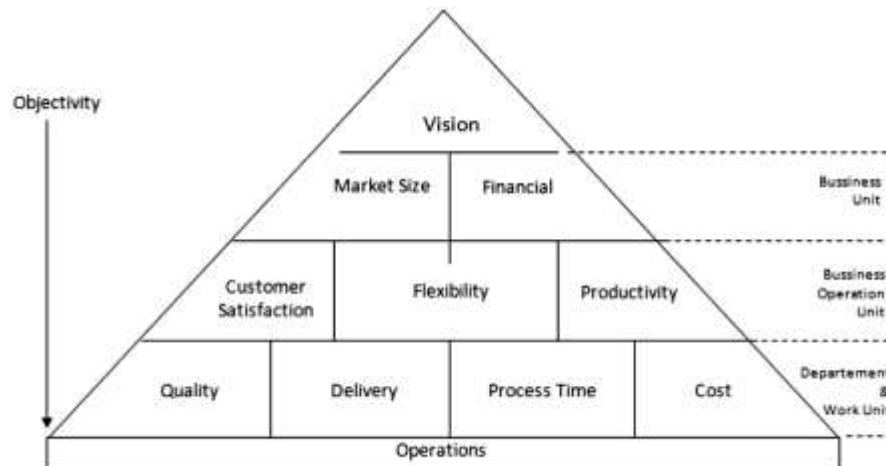 Objectivity
Vision
Market Size
Financial
Bussiness
Unit
Customer
Satisfaction
Flexibility
Productivity
Bussiness
Operation
Unit
Quality
Delivery
Process Time
Cost
Departement
&
Work Unit
Operations